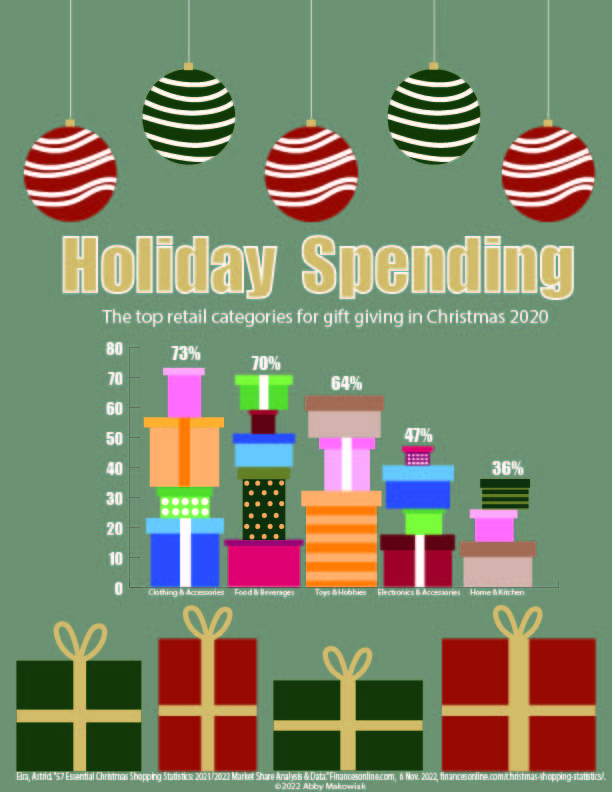 Holiday Spending
The top retail categories for gift giving in Christmas 2020
80
70
60
50
40
30
20
10
0
73%
70%
64%
47%
36%
Clothing & Accessories Food & Beverages Toys & Hobbies Electronics & Accessories Home & Kitchen
Eira, Astrid. "57 Essential Christmas Shopping Statistics: 2021/2022 Market Share Analysis & Data." Financesonline.com, 6 Nov. 2022, financesonline.com/christmas-shopping-statistics/.
©2022 Abby Makowiak